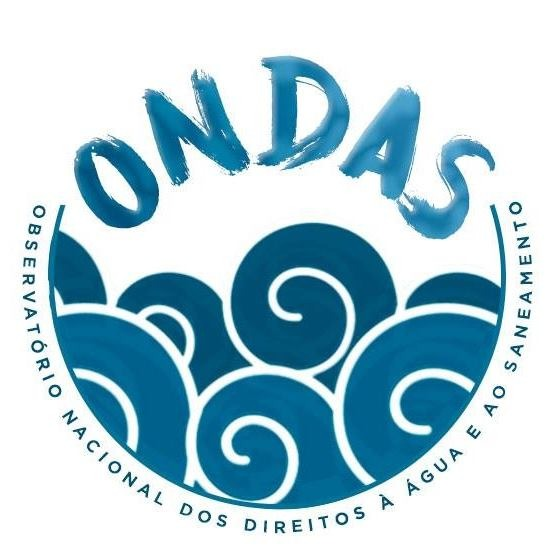 ONDAS
OBSERVATÓRIO NACIONAL DOS DIREITOS À ÁGUA E AO SANEAMENTO